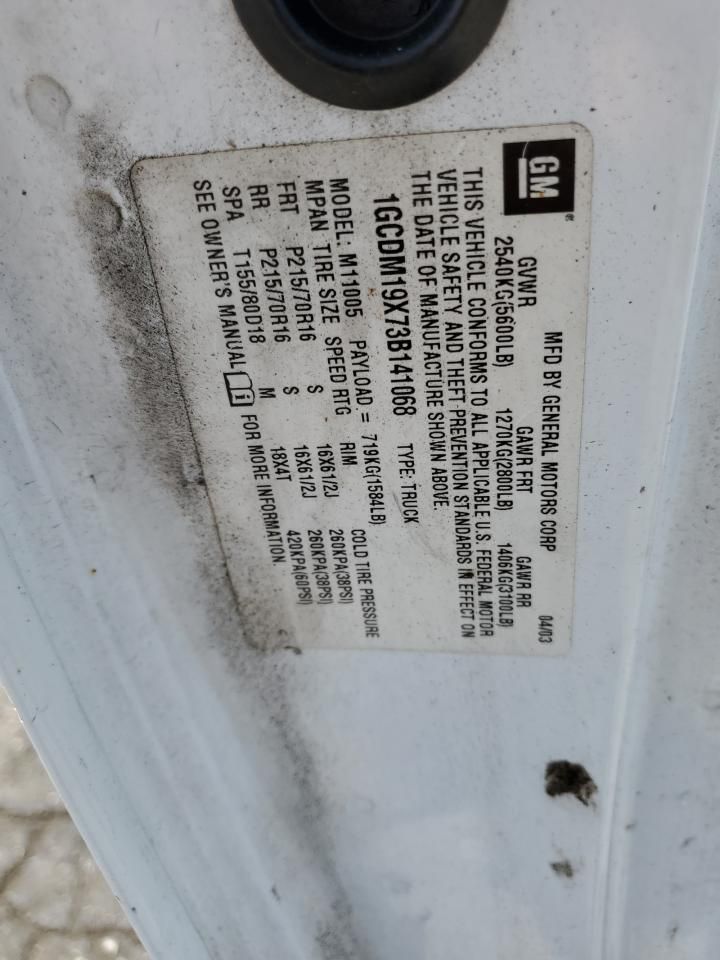 GM ®
MFD BY GENERAL MOTORS CORP 04/03
GVWR GAWR FRT GAWR RR
2540KG(5600LB) 1270KG(2800LB) 1406KG(3100LB)
THIS VEHICLE CONFORMS TO ALL APPLICABLE U.S. FEDERAL MOTOR
VEHICLE SAFETY AND THEFT PREVENTION STANDARDS IN EFFECT ON
THE DATE OF MANUFACTURE SHOWN ABOVE.
1GCDM19X73B141068 TYPE: TRUCK
MODEL: M11005 PAYLOAD = 719KG(1584LB)
MPAN TIRE SIZE SPEED RTG RIM COLD TIRE PRESSURE
FRT P215/70R16 S 16X61/2J 260KPA(38PSI)
RR P215/70R16 S 16X61/2J 260KPA(38PSI)
SPA T155/80D18 M 18X4T 420KPA(60PSI)
SEE OWNER'S MANUAL i FOR MORE INFORMATION